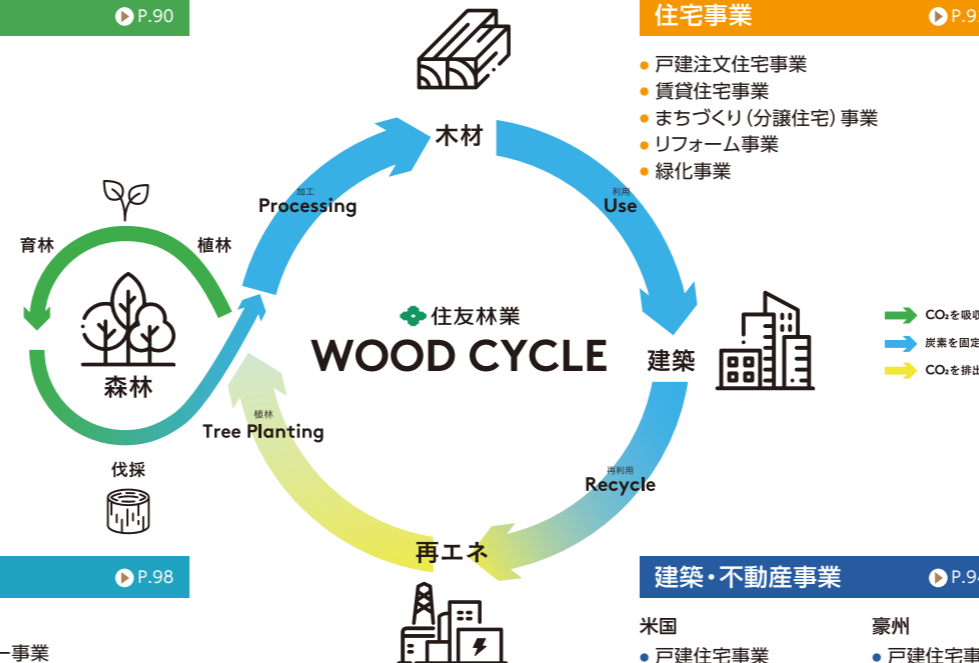 P.90
住宅事業
P.9
戸建注文住宅事業
賃貸住宅事業
まちづくり（分譲住宅）事業
リフォーム事業
緑化事業
木材
加工
Processing
利用
Use
育林
植林
森林
伐採
住友林業
WOOD CYCLE
建築
CO₂を吸収
炭素を固定
CO₂を排出
植林
Tree Planting
再利用
Recycle
再エネ
P.98
ー事業
建築・不動産事業
P.94
米国
戸建住宅事業
豪州
戸建住宅事